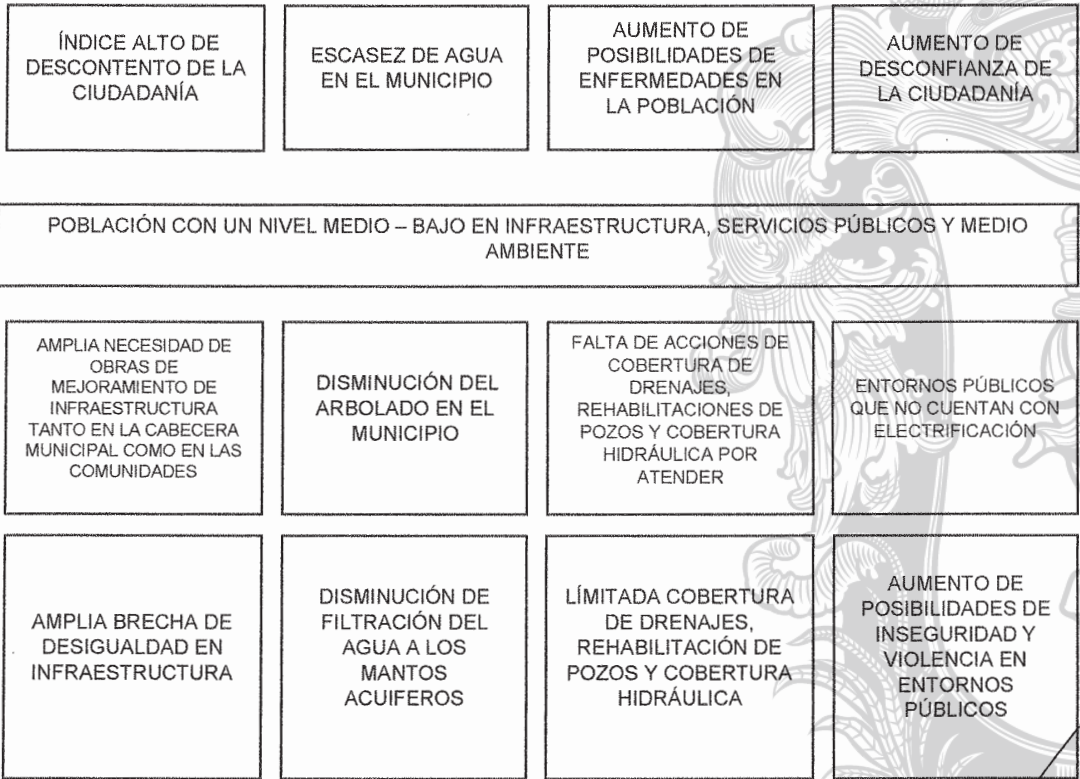 ÍNDICE ALTO DE
DESCONTENTO DE LA
CIUDADANÍA
ESCASEZ DE AGUA
EN EL MUNICIPIO
AUMENTO DE
POSIBILIDADES DE
ENFERMEDADES EN
LA POBLACIÓN
AUMENTO DE
DESCONFIANZA DE
LA CIUDADANÍA
POBLACIÓN CON UN NIVEL MEDIO – BAJO EN INFRAESTRUCTURA, SERVICIOS PÚBLICOS Y MEDIO
AMBIENTE
AMPLIA NECESIDAD DE
OBRAS DE
MEJORAMIENTO DE
INFRAESTRUCTURA
TANTO EN LA CABECERA
MUNICIPAL COMO EN LAS
COMUNIDADES
DISMINUCIÓN DEL
ARBOLADO EN EL
MUNICIPIO
FALTA DE ACCIONES DE
COBERTURA DE
DRENAJES,
REHABILITACIONES DE
POZOS Y COBERTURA
HIDRÁULICA POR
ATENDER
ENTORNOS PÚBLICOS
QUE NO CUENTAN CON
ELECTRIFICACIÓN
AMPLIA BRECHA DE
DESIGUALDAD EN
INFRAESTRUCTURA
DISMINUCIÓN DE
FILTRACIÓN DEL
AGUA A LOS
MANTOS
ACUIFEROS
LÍMITADA COBERTURA
DE DRENAJES,
REHABILITACIÓN DE
POZOS Y COBERTURA
HIDRÁULICA
AUMENTO DE
POSIBILIDADES DE
INSEGURIDAD Y
VIOLENCIA EN
ENTORNOS
PÚBLICOS